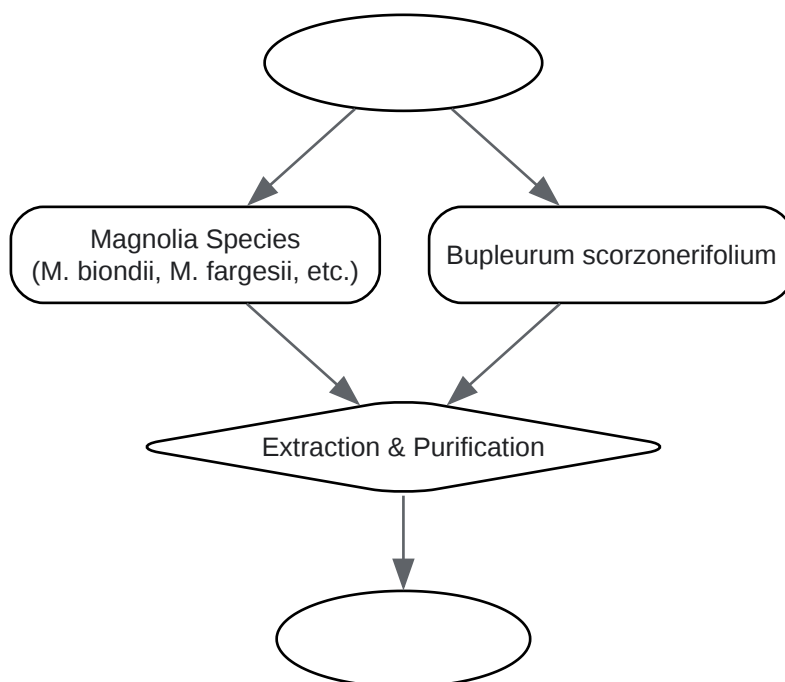 Magnolia Species
(M. biondii, M. fargesii, etc.)
Bupleurum scorzonerifolium
Extraction & Purification